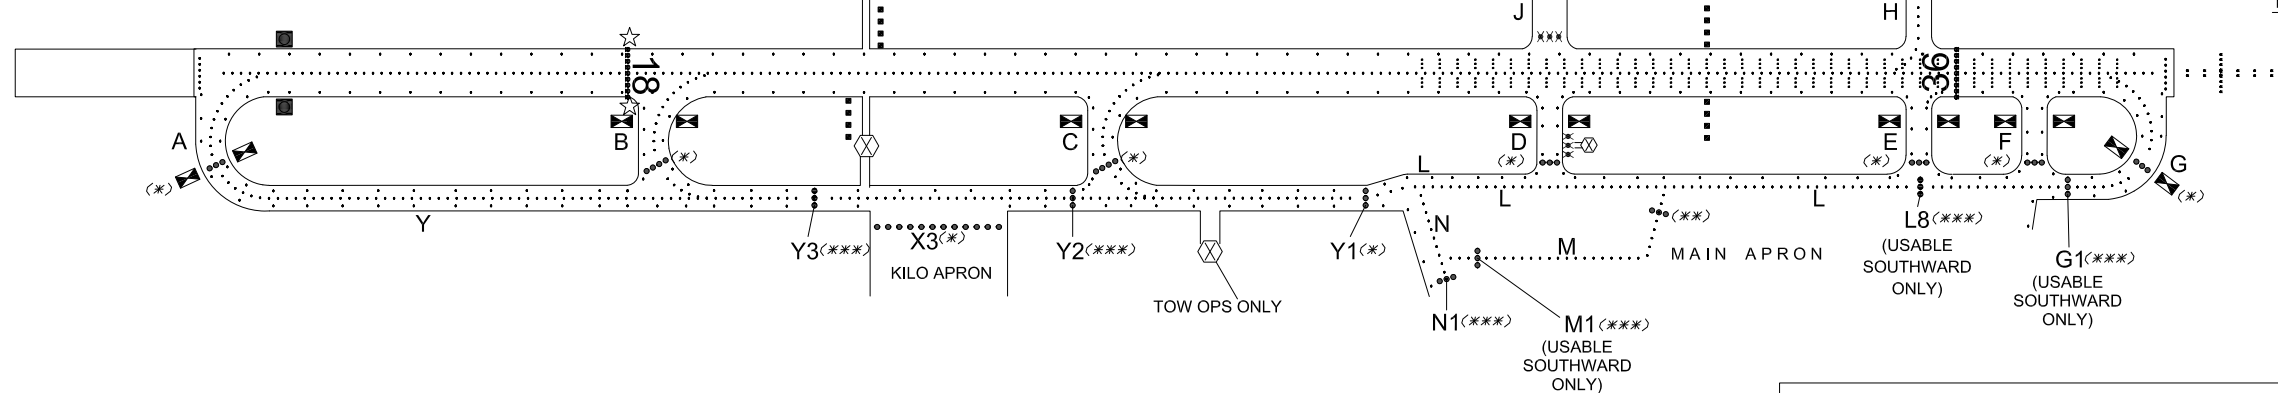 J
H
18
36
A
B
C
D
E
F
G
(*)
(*)
(*)
(*)
(*)
(*)
(*)
L
L
L
Y
N
M
(**)
MAIN APRON
Y3(***)
X3(*)
KILO APRON
Y2(***)
TOW OPS ONLY
Y1(*)
N1(***)
M1(***)
(USABLE
SOUTHWARD
ONLY)
L8(***)
(USABLE
SOUTHWARD
ONLY)
G1(***)
(USABLE
SOUTHWARD
ONLY)